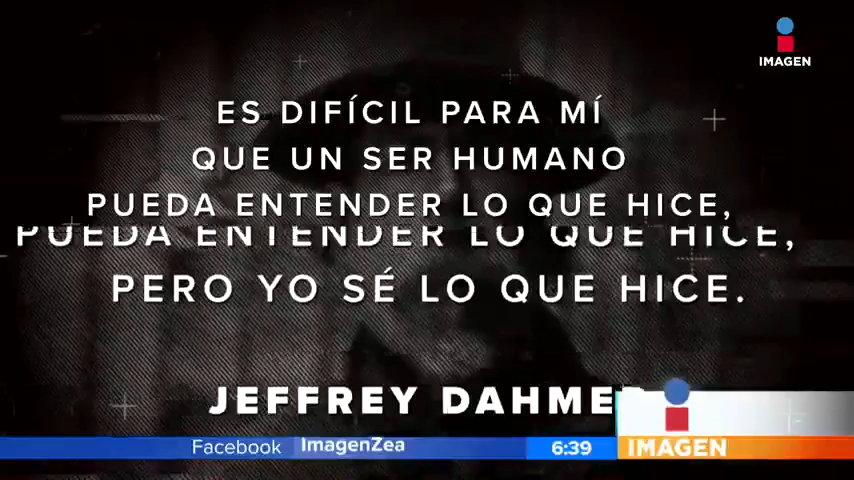 IMAGEN
ES DIFÍCIL PARA MÍ
QUE UN SER HUMANO
PUEDA ENTENDER LO QUE HICE,
PUEDA ENTENDER LO QUE HICE,
PERO YO SÉ LO QUE HICE.
JEFFREY DAHME
Facebook ImagenZea 6:39 IMAGEN